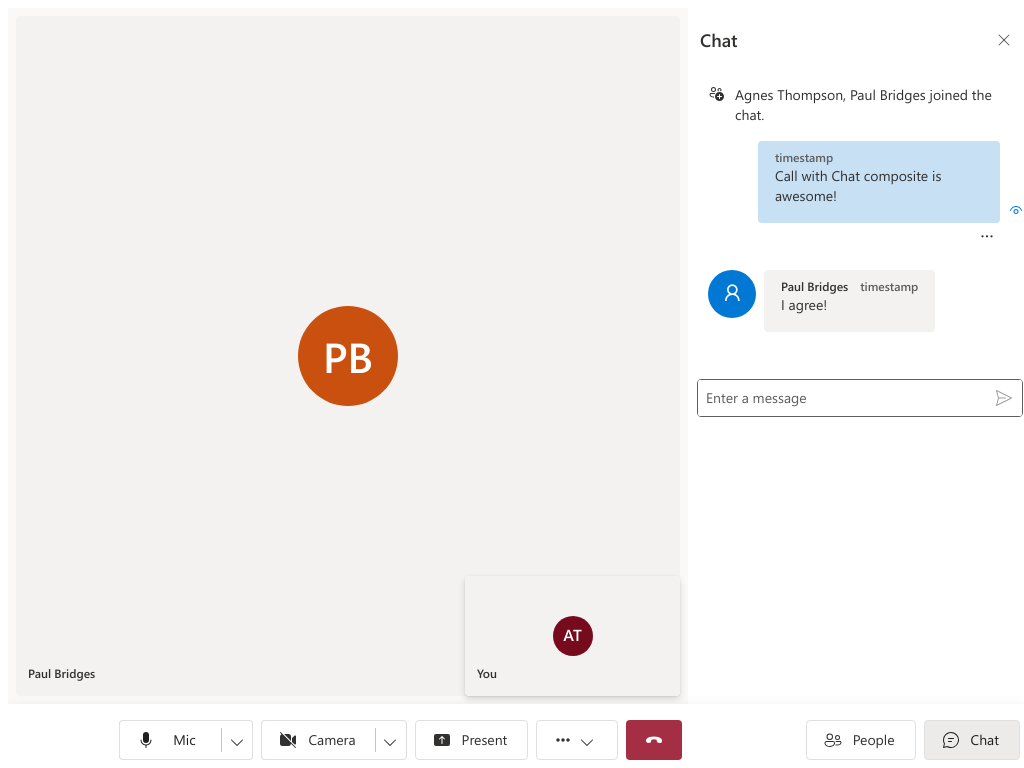 Chat
Agnes Thompson, Paul Bridges joined the
chat.
timestamp
Call with Chat composite is
awesome!
Paul Bridges timestamp
I agree!
Enter a message
PB
AT
Paul Bridges
You
Mic
Camera
Present
People
Chat